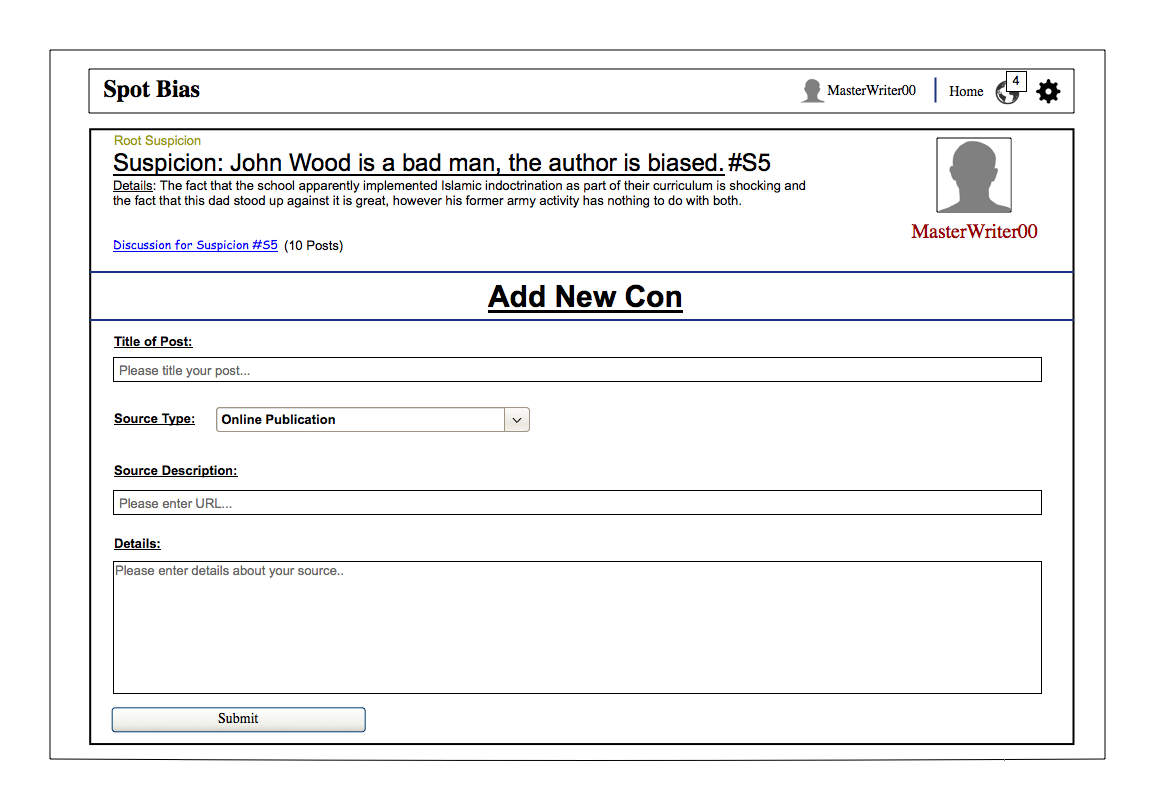 Spot Bias
MasterWriter00
Home
4
Root Suspicion
Suspicion: John Wood is a bad man, the author is biased. #S5
Details: The fact that the school apparently implemented Islamic indoctrination as part of their curriculum is shocking and
the fact that this dad stood up against it is great, however his former army activity has nothing to do with both.
MasterWriter00
Discussion for Suspicion #S5 (10 Posts)
Add New Con
Title of Post:
Please title your post...
Source Type:
Online Publication
Source Description:
Please enter URL...
Details:
Please enter details about your source..
Submit